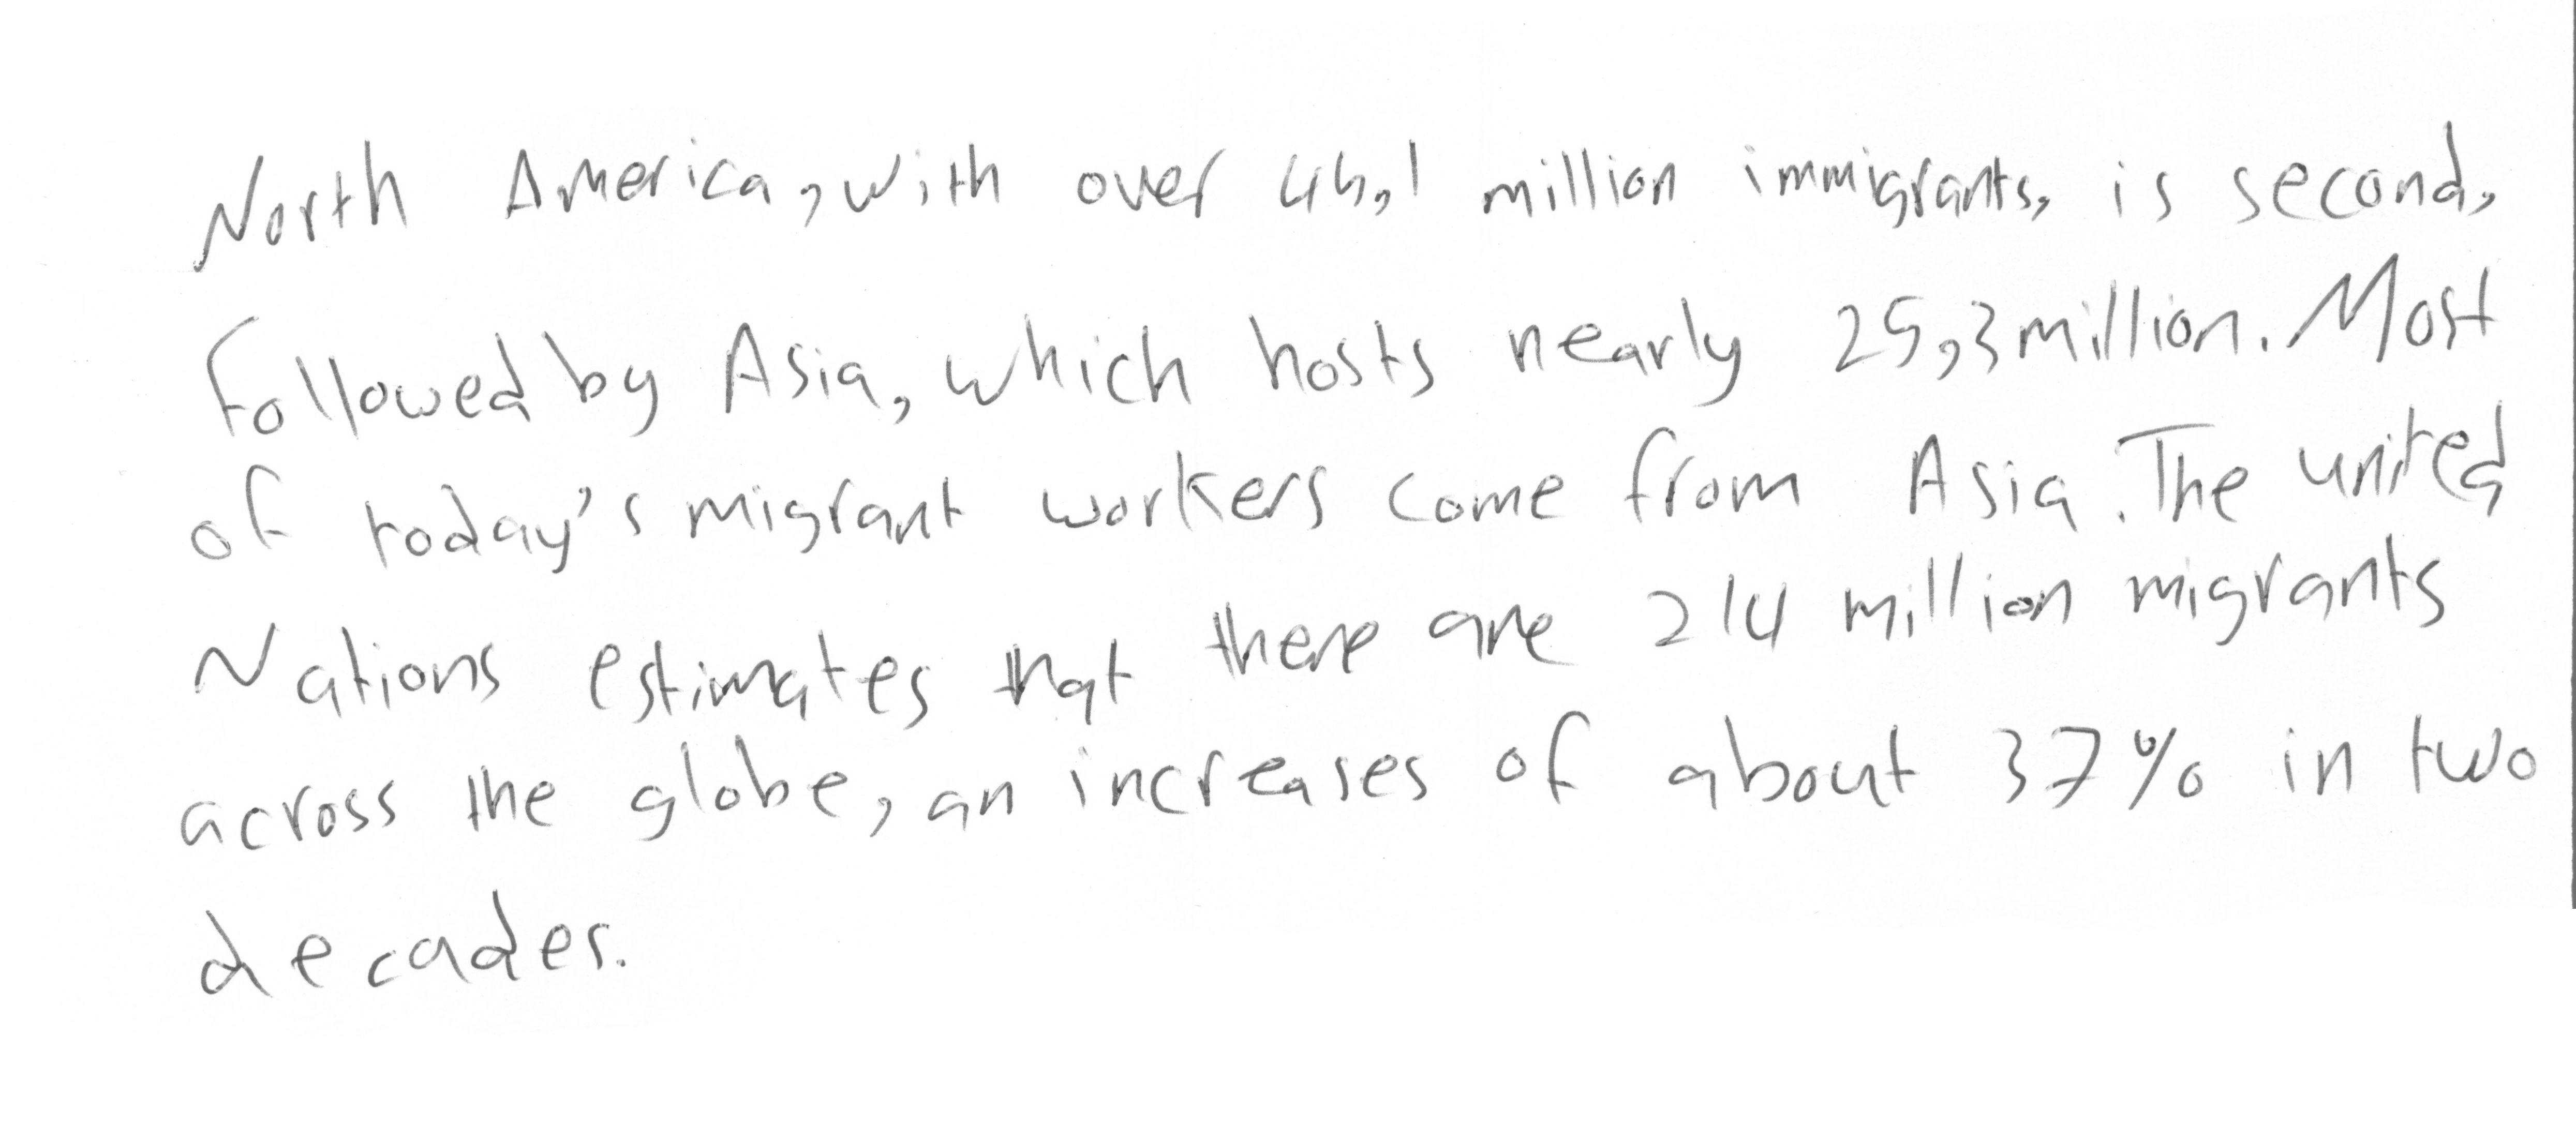 North America, with over 45,1 million immigrants, is second,
Followed by Asia, which hosts nearly 25,3 million. Most
of today's migrant workers come from Asia. The united
Nations estimates that there are 214 million migrants
across the globe, an increases of about 37% in two
decades.